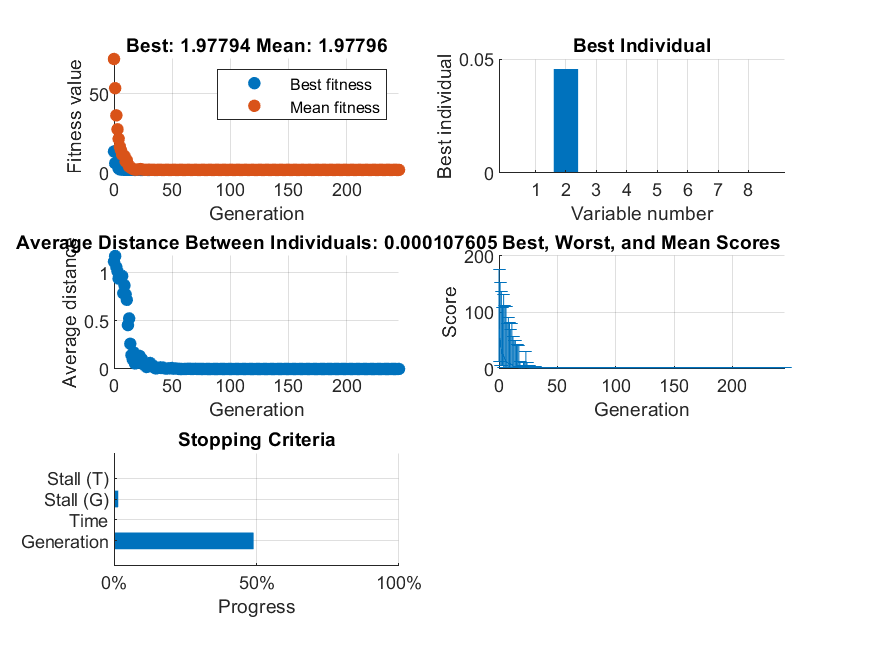 Best: 1.97794 Mean: 1.97796
Fitness value
50
0
Best fitness
Mean fitness
0 50 100 150 200
Generation
Best Individual
Best individual
0.05
0
1 2 3 4 5 6 7 8
Variable number
Average Distance Between Individuals: 0.000107605
Average distance
1
0.5
0
0 50 100 150 200
Generation
Best, Worst, and Mean Scores
Score
200
100
0
0 50 100 150 200
Generation
Stopping Criteria
Stall (T)
Stall (G)
Time
Generation
0% 50% 100%
Progress